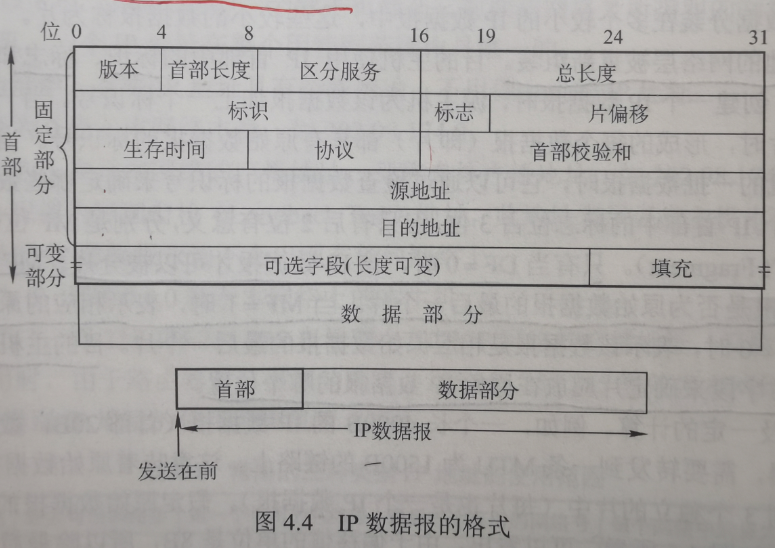 位 0 4 8 16 19 24 31
版本 首部长度 区分服务 总长度
标识 标志 片偏移
生存时间 协议 首部校验和
源地址
目的地址
可选字段(长度可变) 填充
数据部分
首部
固定部分
可变部分
首部 数据部分
IP数据报
发送在前
图 4.4 IP 数据报的格式